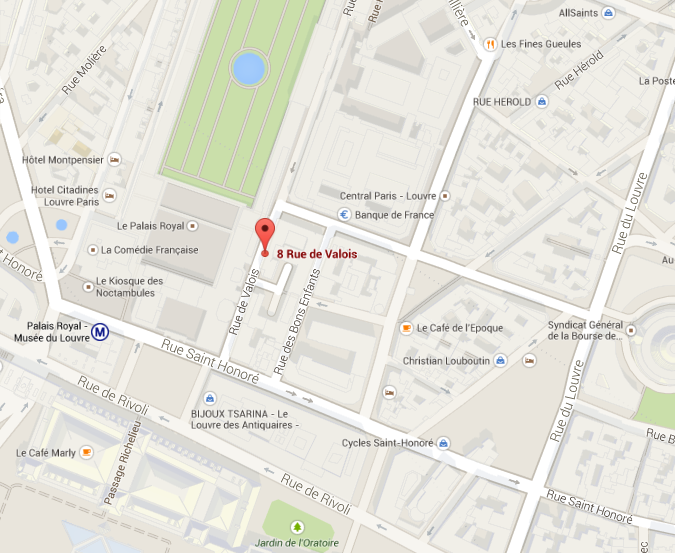 AllSaints
Les Fines Gueules
Rue Molière
Rue Hérold
La Poste
RUE HEROLD
Hôtel Montpensier
Hotel Citadines
Louvre Paris
Central Paris - Louvre
Banque de France
Le Palais Royal
Rue du Louvre
La Comédie Française
8 Rue de Valois
Le Kiosque des
Noctambules
Rue de Valois
Rue des Bons Enfants
Palais Royal -
Musée du Louvre
M
Le Café de l'Epoque
Syndicat Général
de la Bourse de...
Rue Saint Honoré
Christian Louboutin
Rue de Rivoli
Rue du Louvre
BIJOUX TSARINA - Le
Louvre des Antiquaires -
Passage Richelieu
Le Café Marly
Cycles Saint-Honoré
Rue B
Rue de Rivoli
Rue Saint Honoré
Jardin de l'Oratoire